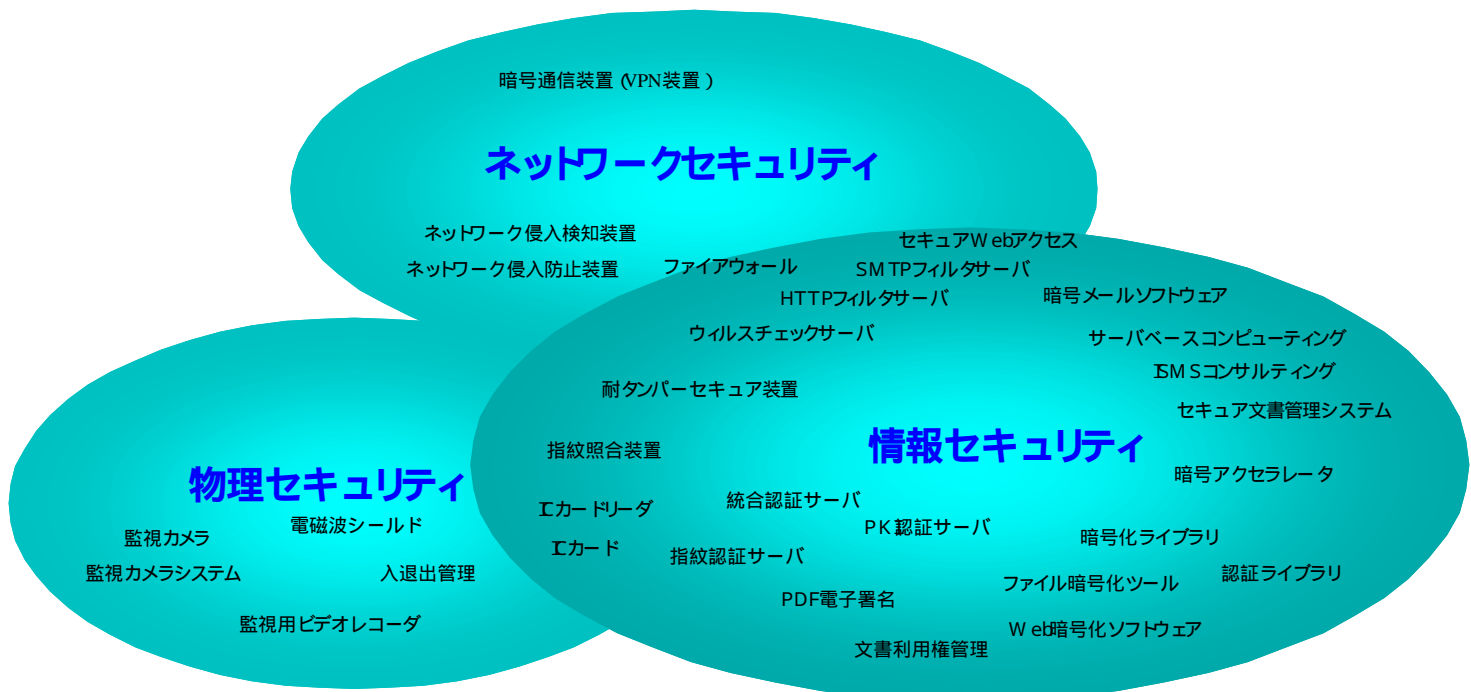 暗号通信装置 (VPN装置 )
ネットワークセキュリティ
ネットワーク侵入検知装置
ネットワーク侵入防止装置
ファイアウォール
セキュアWebアクセス
SMTPフィルタサーバ
HTTPフィルタサーバ
暗号メールソフトウェア
ウィルスチェックサーバ
サーバベースコンピューティング
ISMSコンサルティング
耐タンパーセキュア装置
セキュア文書管理システム
情報セキュリティ
指紋照合装置
暗号アクセラレータ
物理セキュリティ
統合認証サーバ
ICカードリーダ
PKI認証サーバ
電磁波シールド
監視カメラ
暗号化ライブラリ
ICカード
指紋認証サーバ
監視カメラシステム
入退出管理
認証ライブラリ
ファイル暗号化ツール
PDF電子署名
監視用ビデオレコーダ
Web暗号化ソフトウェア
文書利用権管理